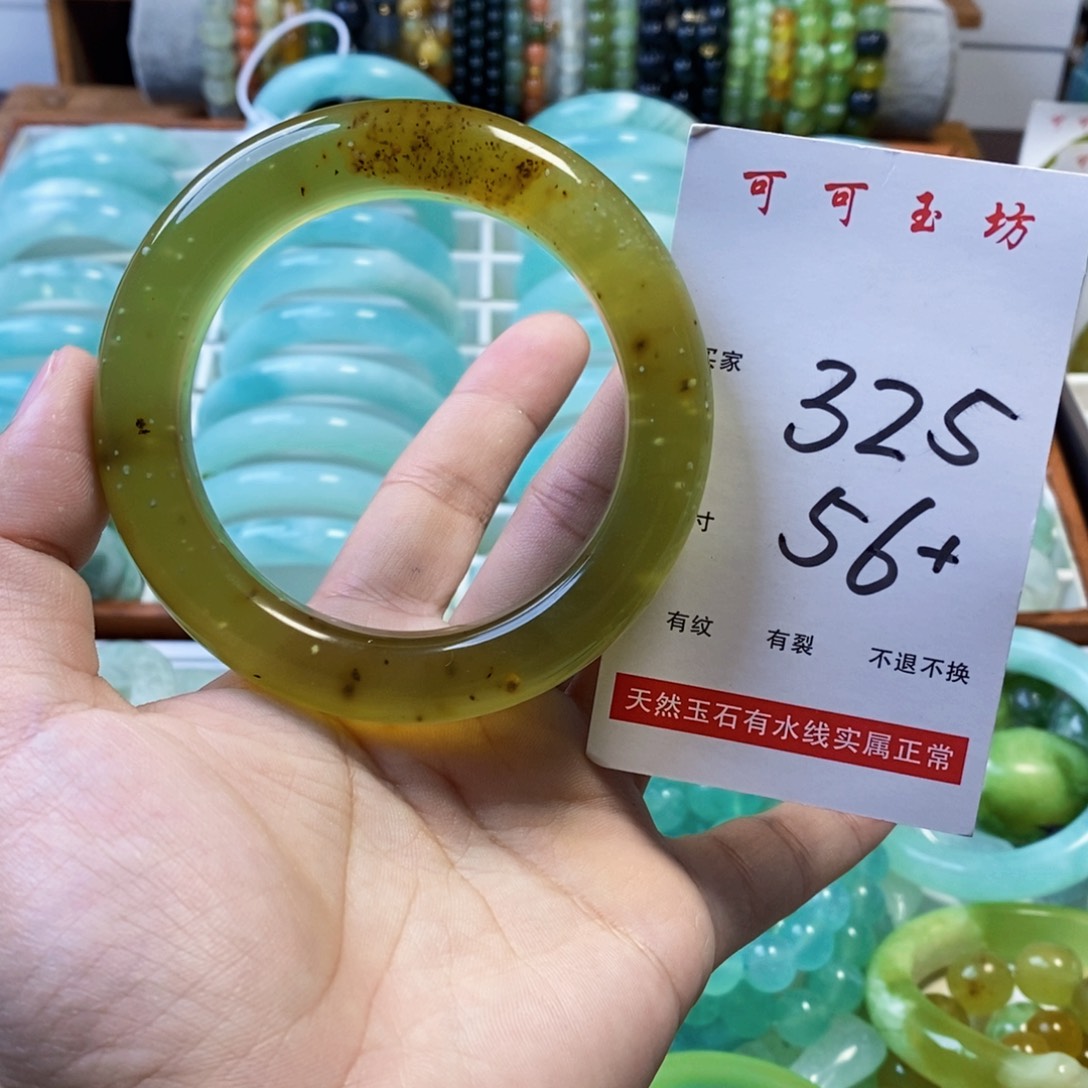 可可玉坊
家
325
寸
56+
有纹 有裂 不退不换
天然玉石有水线实属正常